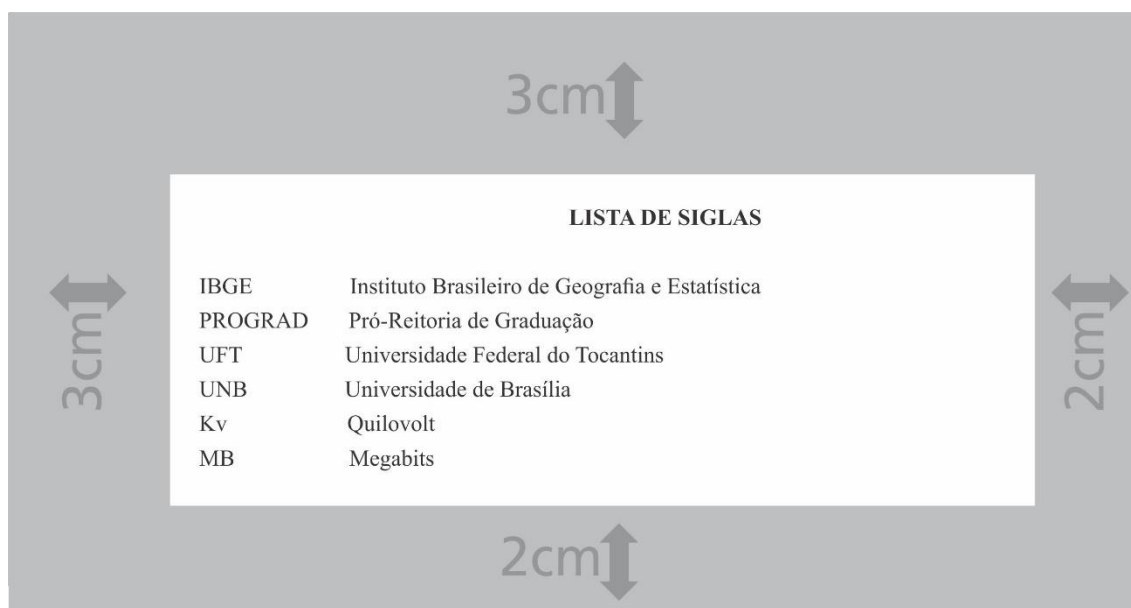 3cm
LISTA DE SIGLAS
IBGE Instituto Brasileiro de Geografia e Estatística
PROGRAD Pró-Reitoria de Graduação
UFT Universidade Federal do Tocantins
UNB Universidade de Brasília
Kv Quilovolt
MB Megabits
3cm
2cm
2cm